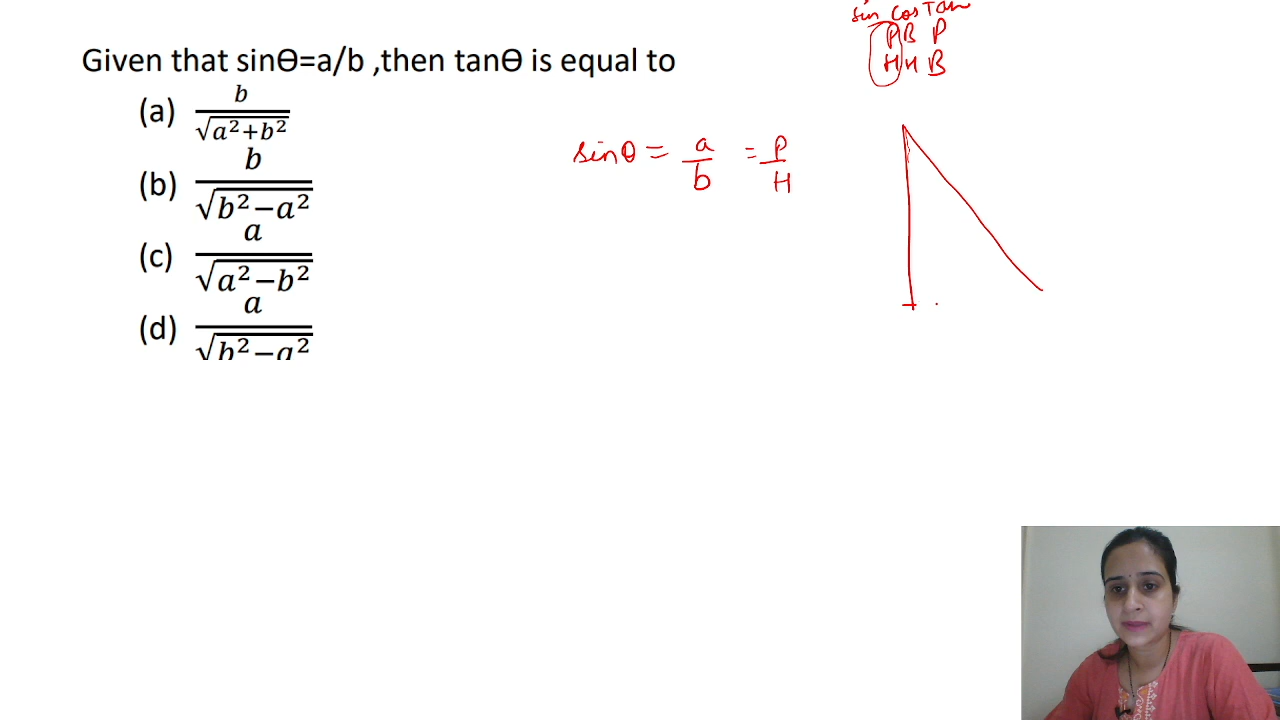 Given that sinϴ=a/b ,then tanϴ is equal to
(a) b/√(a²+b²)
(b) b/√(b²−a²)
(c) a/√(a²−b²)
(d) a/√(b²−a²)
sin cos Tan
P B P
H H B
sinθ = a/b = P/H